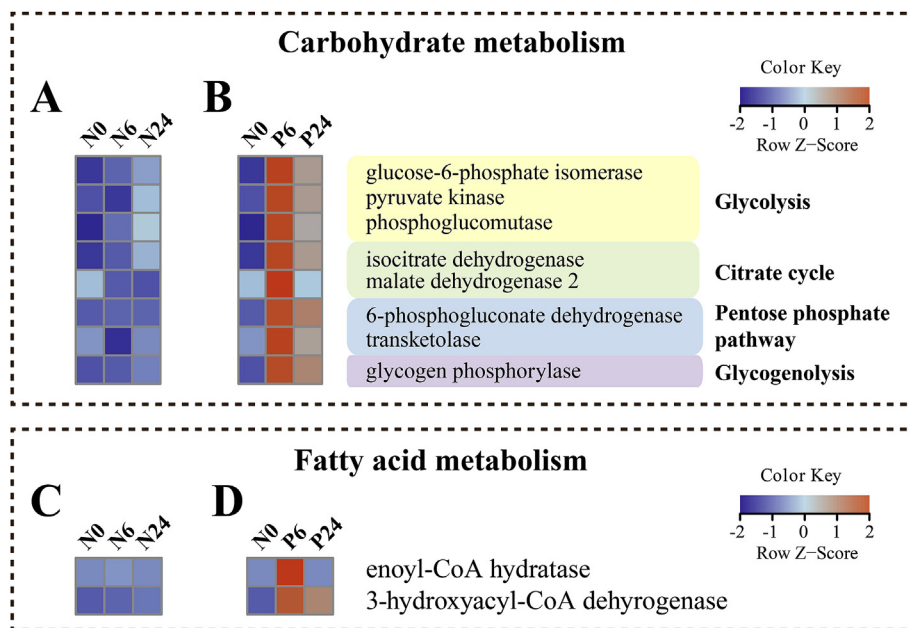 Carbohydrate metabolism
A
B
N0 N6 N24
N0 P6 P24
Color Key
-2 -1 0 1 2
Row Z-Score
glucose-6-phosphate isomerase
pyruvate kinase
phosphoglucomutase
Glycolysis
isocitrate dehydrogenase
malate dehydrogenase 2
Citrate cycle
6-phosphogluconate dehydrogenase
transketolase
Pentose phosphate
pathway
glycogen phosphorylase
Glycogenolysis
Fatty acid metabolism
C
D
N0 N6 N24
N0 P6 P24
Color Key
-2 -1 0 1 2
Row Z-Score
enoyl-CoA hydratase
3-hydroxyacyl-CoA dehyrogenase